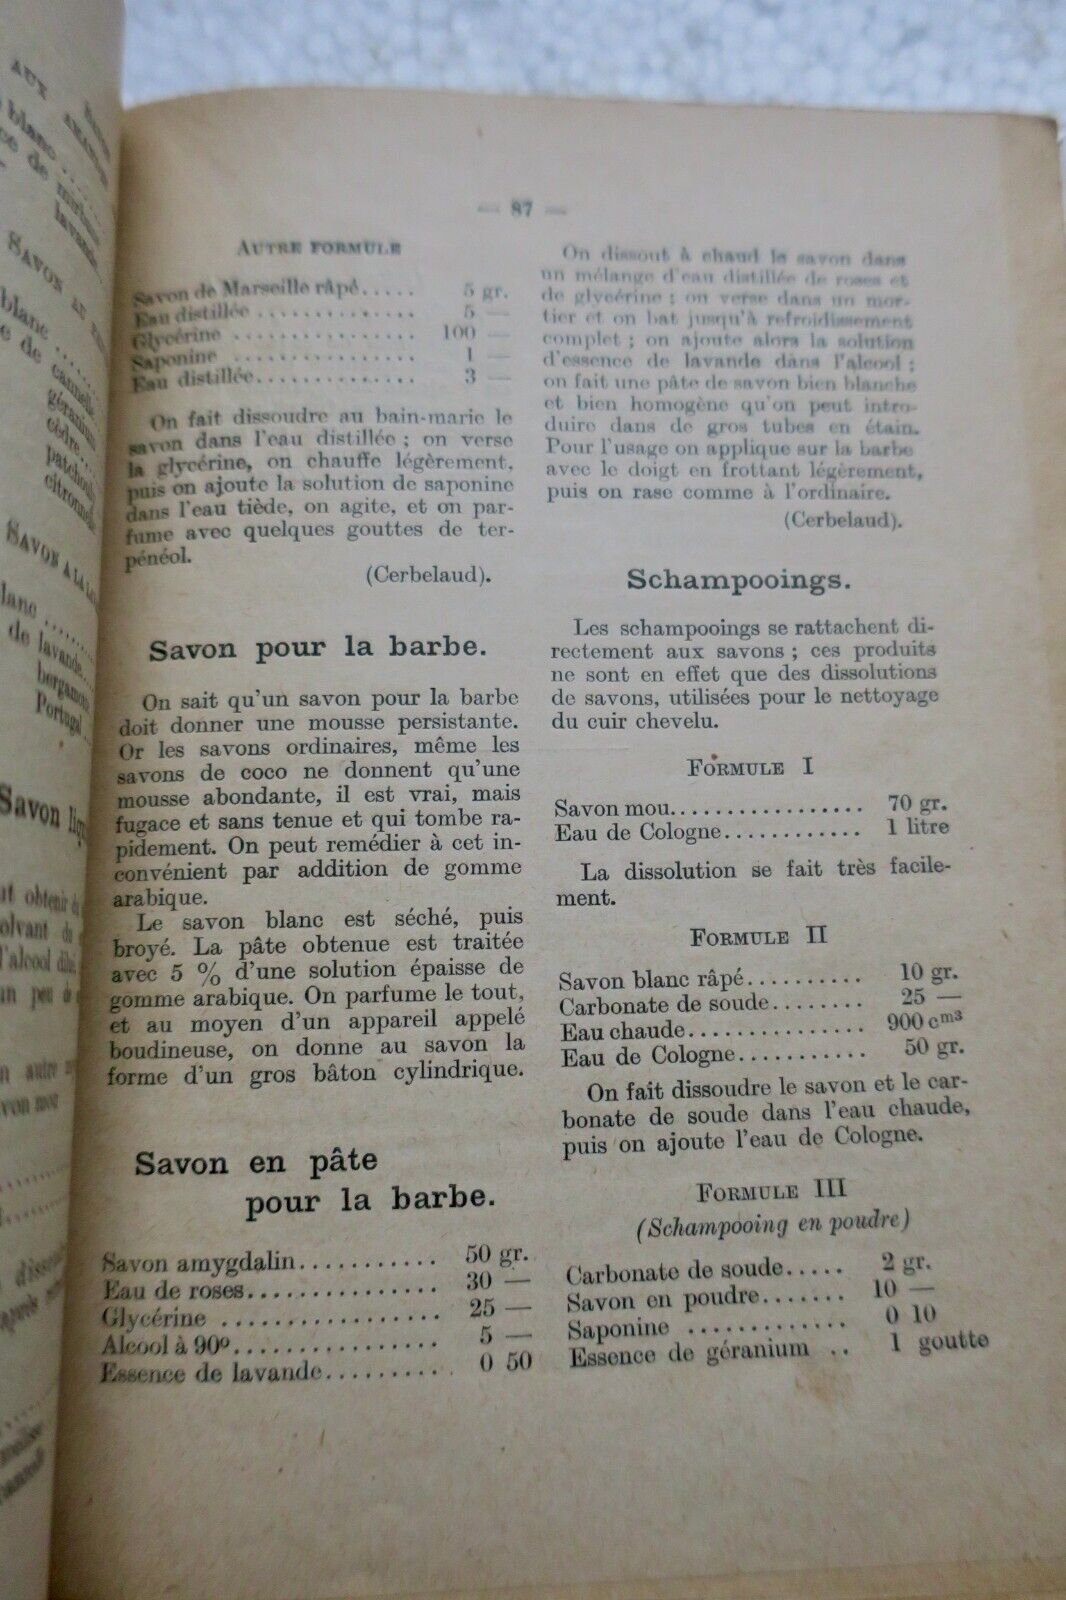 — 87 —
AUTRE FORMULE
Savon de Marseille râpé..... 5 gr.
Eau distillée .............. 5 —
Glycérine ................ 100 —
Saponine ................ 1 —
Eau distillée.............. 3 —
On fait dissoudre au bain-marie le
savon dans l'eau distillée ; on verse
la glycérine, on chauffe légèrement,
puis on ajoute la solution de saponine
dans l'eau tiède, on agite, et on par-
fume avec quelques gouttes de ter-
pénéol.
(Cerbelaud).
Savon pour la barbe.
On sait qu'un savon pour la barbe
doit donner une mousse persistante.
Or les savons ordinaires, même les
savons de coco ne donnent qu'une
mousse abondante, il est vrai, mais
fugace et sans tenue et qui tombe ra-
pidement. On peut remédier à cet in-
convénient par addition de gomme
arabique.
Le savon blanc est séché, puis
broyé. La pâte obtenue est traitée
avec 5 % d'une solution épaisse de
gomme arabique. On parfume le tout,
et au moyen d'un appareil appelé
boudineuse, on donne au savon la
forme d'un gros bâton cylindrique.
Savon en pâte
pour la barbe.
Savon amygdalin........... 50 gr.
Eau de roses............... 30 —
Glycérine ................. 25 —
Alcool à 90º................ 5 —
Essence de lavande.......... 0 50
On dissout à chaud le savon dans
un mélange d'eau distillée de roses et
de glycérine ; on verse dans un mor-
tier et on bat jusqu'à refroidissement
complet ; on ajoute alors la solution
d'essence de lavande dans l'alcool ;
on fait une pâte de savon bien blanche
et bien homogène qu'on peut intro-
duire dans de gros tubes en étain.
Pour l'usage on applique sur la barbe
avec le doigt en frottant légèrement,
puis on rase comme à l'ordinaire.
(Cerbelaud).
Schampooings.
Les schampooings se rattachent di-
rectement aux savons ; ces produits
ne sont en effet que des dissolutions
de savons, utilisées pour le nettoyage
du cuir chevelu.
FORMULE I
Savon mou................ 70 gr.
Eau de Cologne............ 1 litre
La dissolution se fait très facile-
ment.
FORMULE II
Savon blanc râpé.......... 10 gr.
Carbonate de soude........ 25 —
Eau chaude............... 900 cm³
Eau de Cologne........... 50 gr.
On fait dissoudre le savon et le car-
bonate de soude dans l'eau chaude,
puis on ajoute l'eau de Cologne.
FORMULE III
(Schampooing en poudre)
Carbonate de soude..... 2 gr.
Savon en poudre....... 10 —
Saponine ............. 0 10
Essence de géranium .. 1 goutte